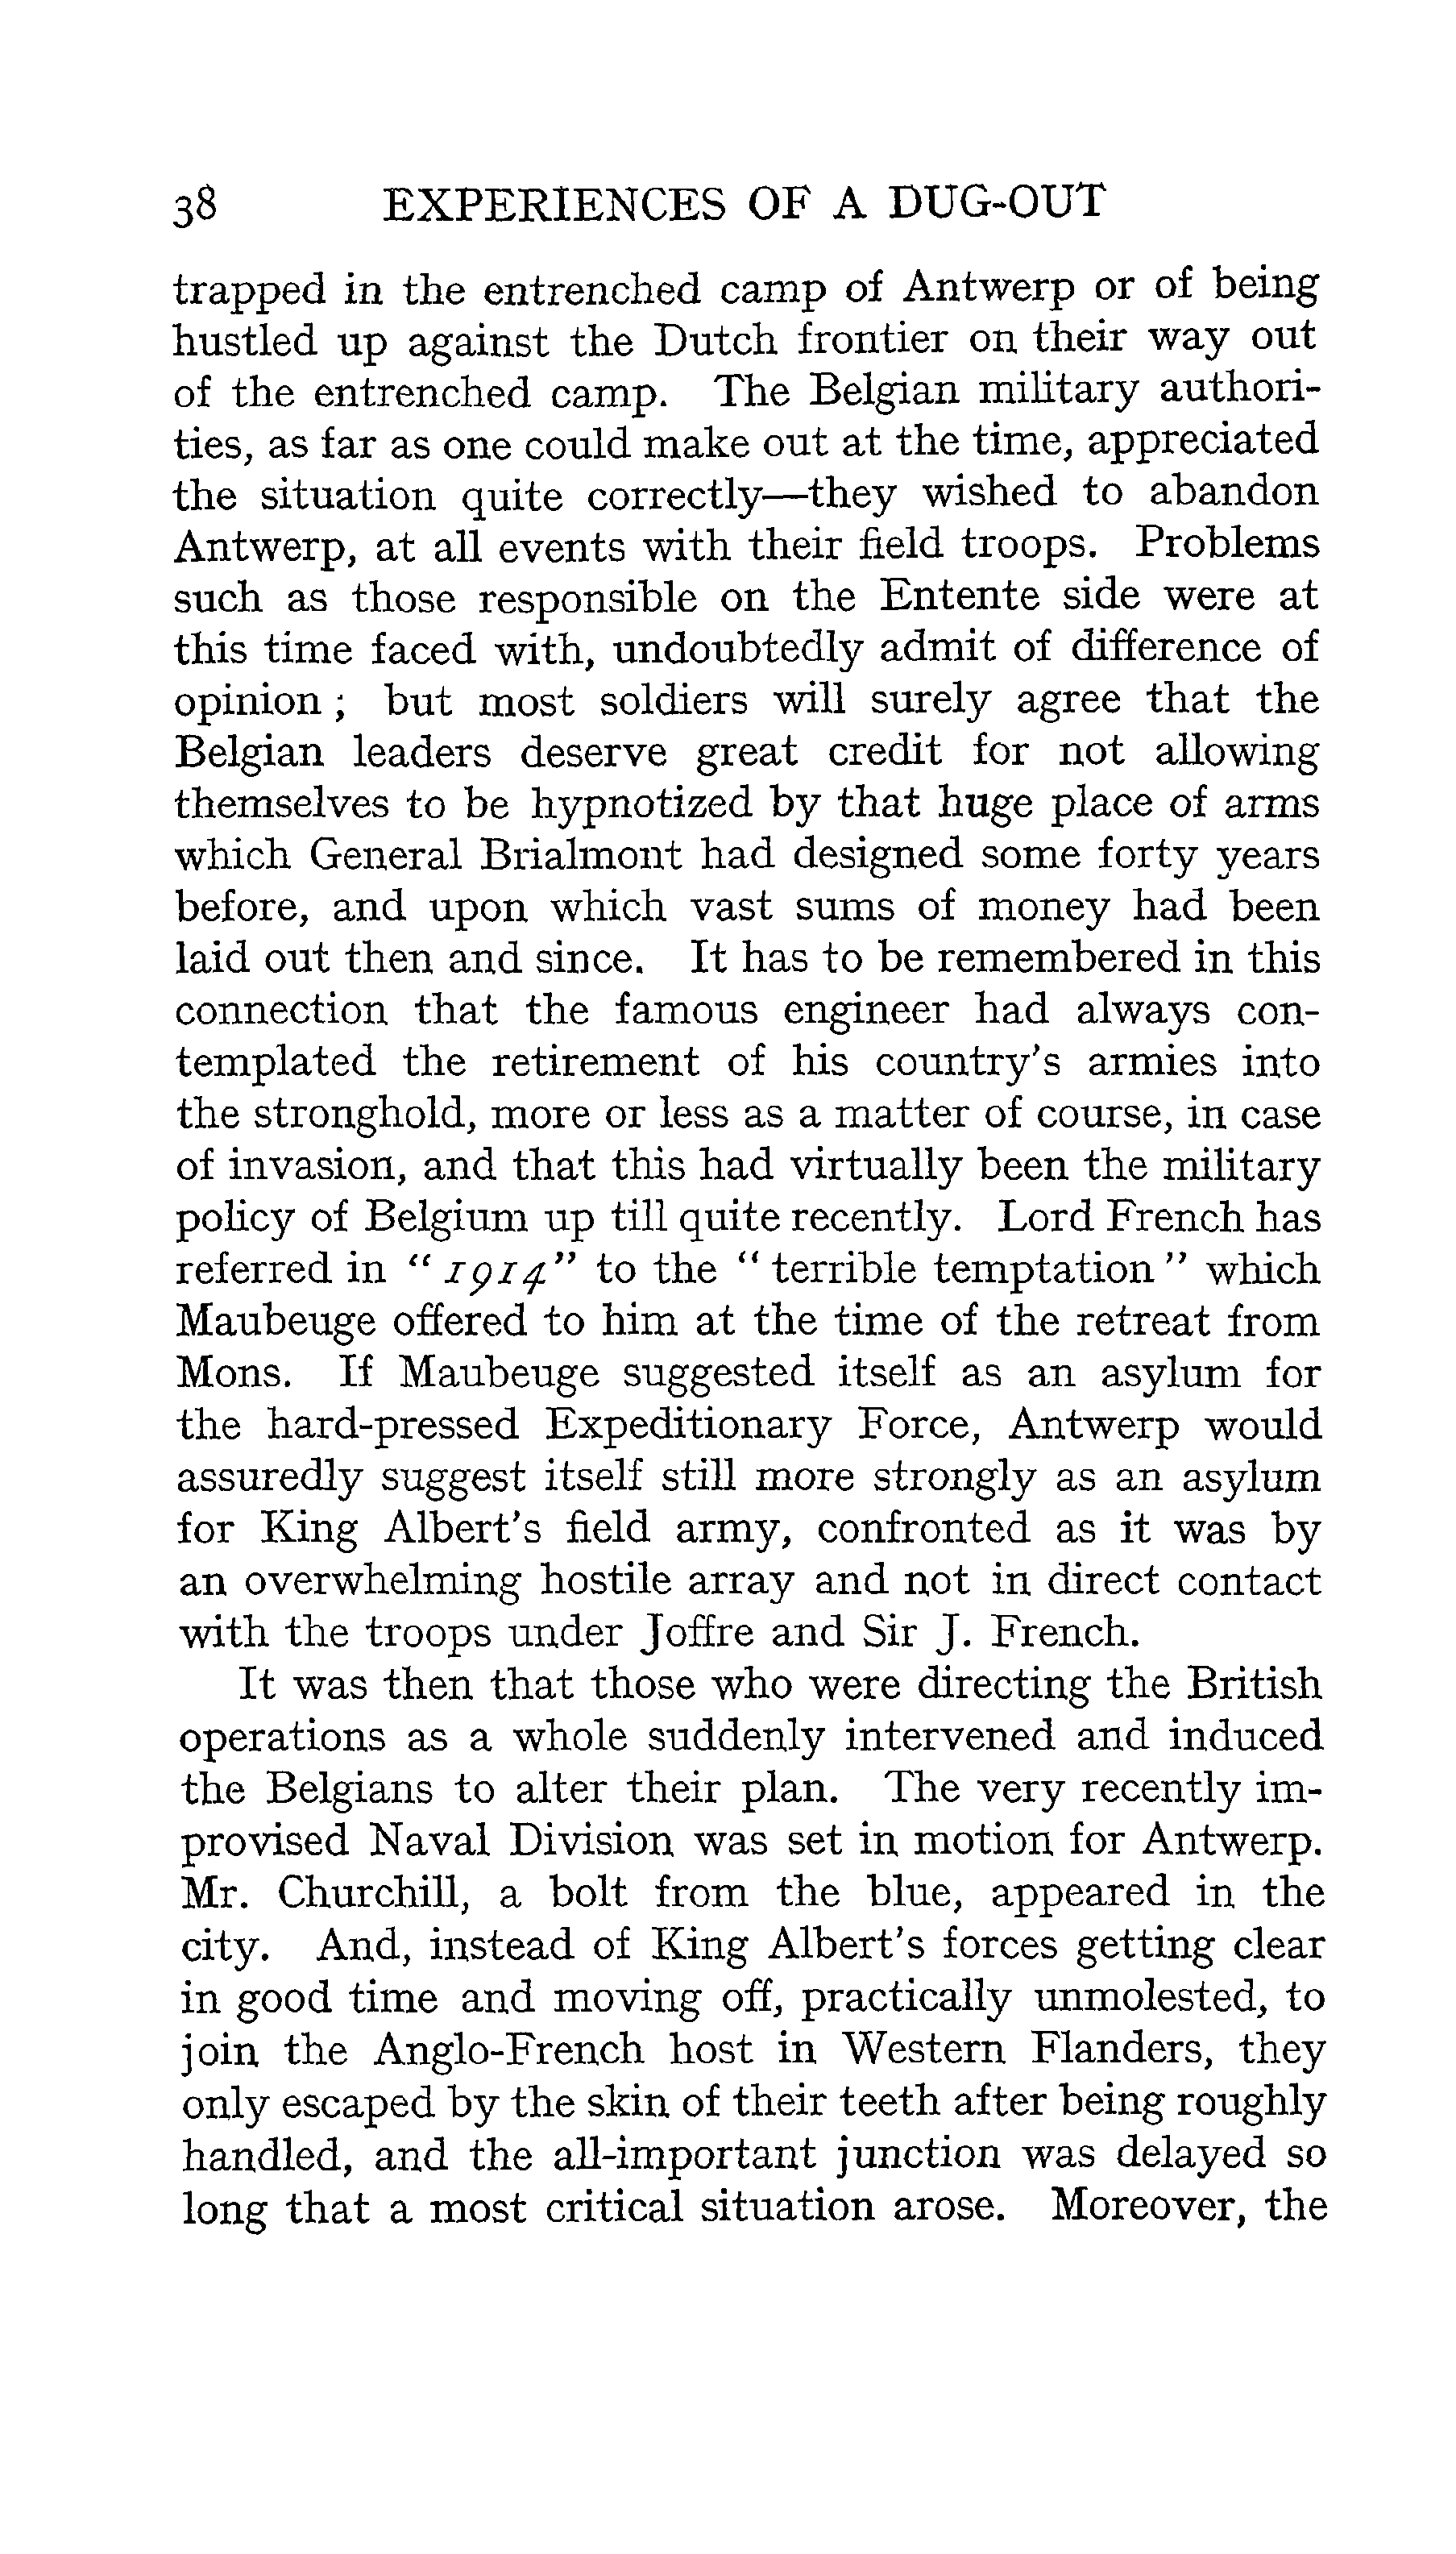 38 EXPERIENCES OF A DUG-OUT
trapped in the entrenched camp of Antwerp or of being
hustled up against the Dutch frontier on their way out
of the entrenched camp. The Belgian military authori-
ties, as far as one could make out at the time, appreciated
the situation quite correctly—they wished to abandon
Antwerp, at all events with their field troops. Problems
such as those responsible on the Entente side were at
this time faced with, undoubtedly admit of difference of
opinion ; but most soldiers will surely agree that the
Belgian leaders deserve great credit for not allowing
themselves to be hypnotized by that huge place of arms
which General Brialmont had designed some forty years
before, and upon which vast sums of money had been
laid out then and since. It has to be remembered in this
connection that the famous engineer had always con-
templated the retirement of his country's armies into
the stronghold, more or less as a matter of course, in case
of invasion, and that this had virtually been the military
policy of Belgium up till quite recently. Lord French has
referred in “ 1914” to the “ terrible temptation ” which
Maubeuge offered to him at the time of the retreat from
Mons. If Maubeuge suggested itself as an asylum for
the hard-pressed Expeditionary Force, Antwerp would
assuredly suggest itself still more strongly as an asylum
for King Albert's field army, confronted as it was by
an overwhelming hostile array and not in direct contact
with the troops under Joffre and Sir J. French.
It was then that those who were directing the British
operations as a whole suddenly intervened and induced
the Belgians to alter their plan. The very recently im-
provised Naval Division was set in motion for Antwerp.
Mr. Churchill, a bolt from the blue, appeared in the
city. And, instead of King Albert's forces getting clear
in good time and moving off, practically unmolested, to
join the Anglo-French host in Western Flanders, they
only escaped by the skin of their teeth after being roughly
handled, and the all-important junction was delayed so
long that a most critical situation arose. Moreover, the